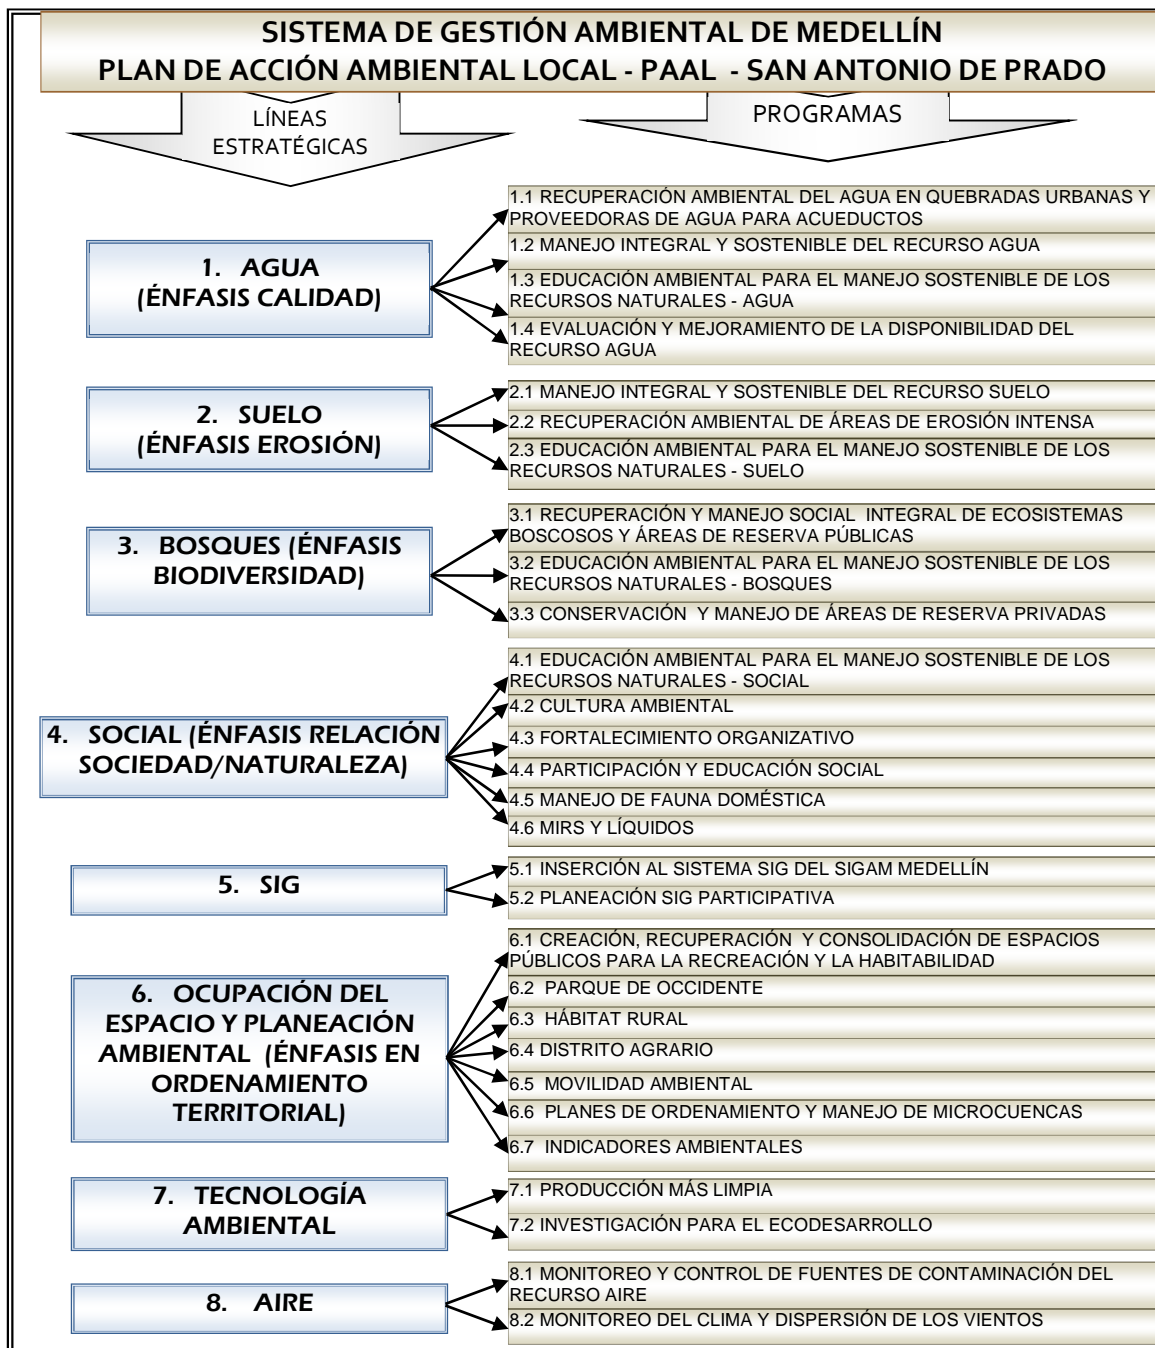 SISTEMA DE GESTIÓN AMBIENTAL DE MEDELLÍN
PLAN DE ACCIÓN AMBIENTAL LOCAL - PAAL - SAN ANTONIO DE PRADO
LÍNEAS
ESTRATÉGICAS
PROGRAMAS
1. AGUA
(ÉNFASIS CALIDAD)
1.1 RECUPERACIÓN AMBIENTAL DEL AGUA EN QUEBRADAS URBANAS Y
PROVEEDORAS DE AGUA PARA ACUEDUCTOS
1.2 MANEJO INTEGRAL Y SOSTENIBLE DEL RECURSO AGUA
1.3 EDUCACIÓN AMBIENTAL PARA EL MANEJO SOSTENIBLE DE LOS
RECURSOS NATURALES - AGUA
1.4 EVALUACIÓN Y MEJORAMIENTO DE LA DISPONIBILIDAD DEL
RECURSO AGUA
2. SUELO
(ÉNFASIS EROSIÓN)
2.1 MANEJO INTEGRAL Y SOSTENIBLE DEL RECURSO SUELO
2.2 RECUPERACIÓN AMBIENTAL DE ÁREAS DE EROSIÓN INTENSA
2.3 EDUCACIÓN AMBIENTAL PARA EL MANEJO SOSTENIBLE DE LOS
RECURSOS NATURALES - SUELO
3. BOSQUES (ÉNFASIS
BIODIVERSIDAD)
3.1 RECUPERACIÓN Y MANEJO SOCIAL INTEGRAL DE ECOSISTEMAS
BOSCOSOS Y ÁREAS DE RESERVA PÚBLICAS
3.2 EDUCACIÓN AMBIENTAL PARA EL MANEJO SOSTENIBLE DE LOS
RECURSOS NATURALES - BOSQUES
3.3 CONSERVACIÓN Y MANEJO DE ÁREAS DE RESERVA PRIVADAS
4. SOCIAL (ÉNFASIS RELACIÓN
SOCIEDAD/NATURALEZA)
4.1 EDUCACIÓN AMBIENTAL PARA EL MANEJO SOSTENIBLE DE LOS
RECURSOS NATURALES - SOCIAL
4.2 CULTURA AMBIENTAL
4.3 FORTALECIMIENTO ORGANIZATIVO
4.4 PARTICIPACIÓN Y EDUCACIÓN SOCIAL
4.5 MANEJO DE FAUNA DOMÉSTICA
4.6 MIRS Y LÍQUIDOS
5. SIG
5.1 INSERCIÓN AL SISTEMA SIG DEL SIGAM MEDELLÍN
5.2 PLANEACIÓN SIG PARTICIPATIVA
6. OCUPACIÓN DEL
ESPACIO Y PLANEACIÓN
AMBIENTAL (ÉNFASIS EN
ORDENAMIENTO
TERRITORIAL)
6.1 CREACIÓN, RECUPERACIÓN Y CONSOLIDACIÓN DE ESPACIOS
PÚBLICOS PARA LA RECREACIÓN Y LA HABITABILIDAD
6.2 PARQUE DE OCCIDENTE
6.3 HÁBITAT RURAL
6.4 DISTRITO AGRARIO
6.5 MOVILIDAD AMBIENTAL
6.6 PLANES DE ORDENAMIENTO Y MANEJO DE MICROCUENCAS
6.7 INDICADORES AMBIENTALES
7. TECNOLOGÍA
AMBIENTAL
7.1 PRODUCCIÓN MÁS LIMPIA
7.2 INVESTIGACIÓN PARA EL ECODESARROLLO
8. AIRE
8.1 MONITOREO Y CONTROL DE FUENTES DE CONTAMINACIÓN DEL
RECURSO AIRE
8.2 MONITOREO DEL CLIMA Y DISPERSIÓN DE LOS VIENTOS